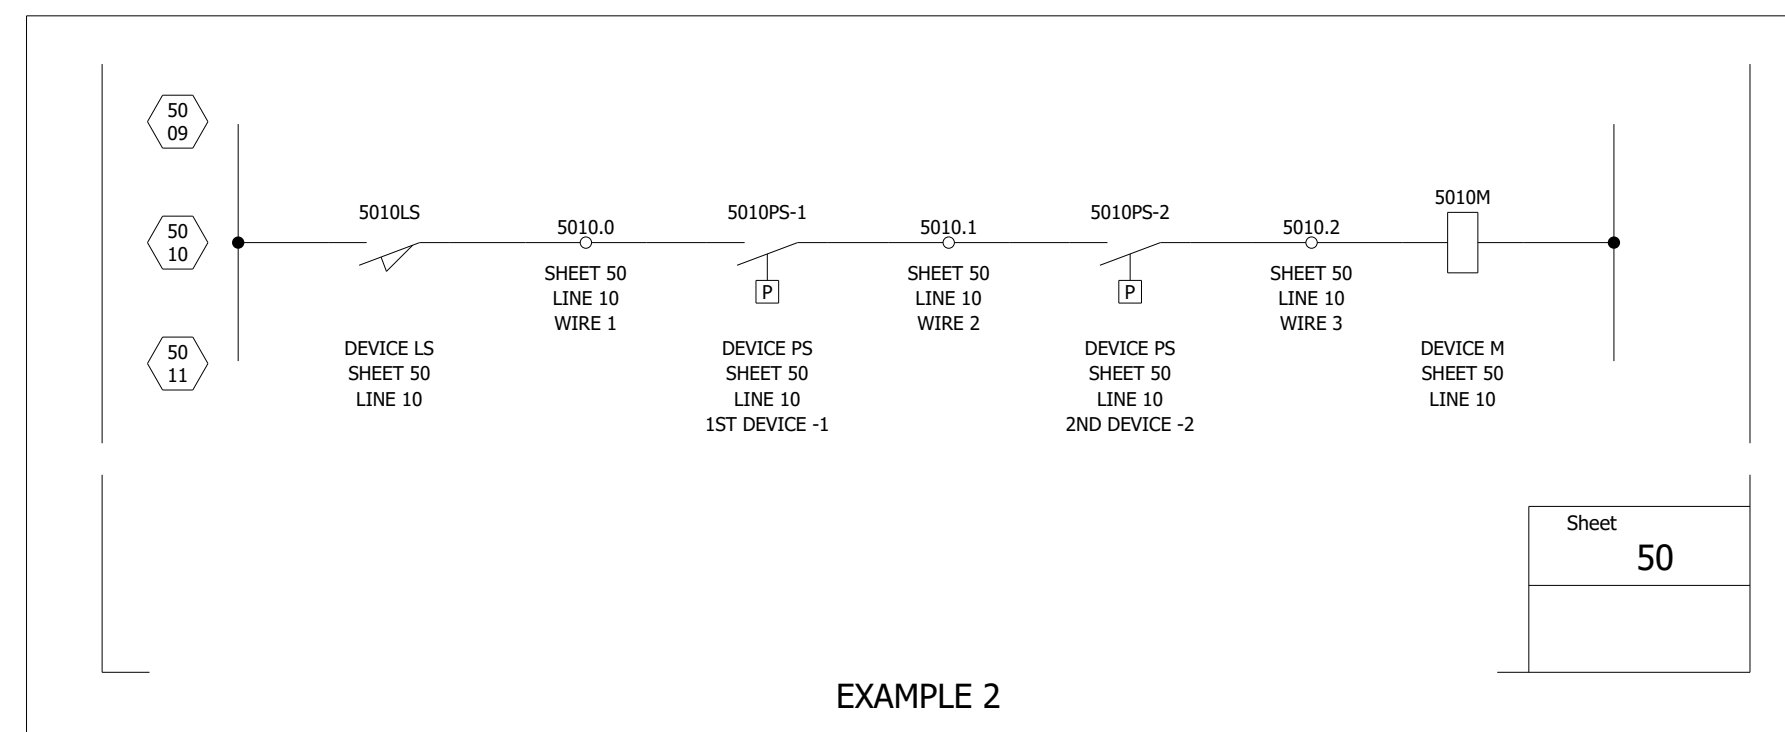 50
09
50
10
50
11
5010LS
5010.0
5010PS-1
5010.1
5010PS-2
5010.2
5010M
SHEET 50
LINE 10
WIRE 1
P
SHEET 50
LINE 10
WIRE 2
P
SHEET 50
LINE 10
WIRE 3
DEVICE LS
SHEET 50
LINE 10
DEVICE PS
SHEET 50
LINE 10
1ST DEVICE -1
DEVICE PS
SHEET 50
LINE 10
2ND DEVICE -2
DEVICE M
SHEET 50
LINE 10
Sheet
50
EXAMPLE 2